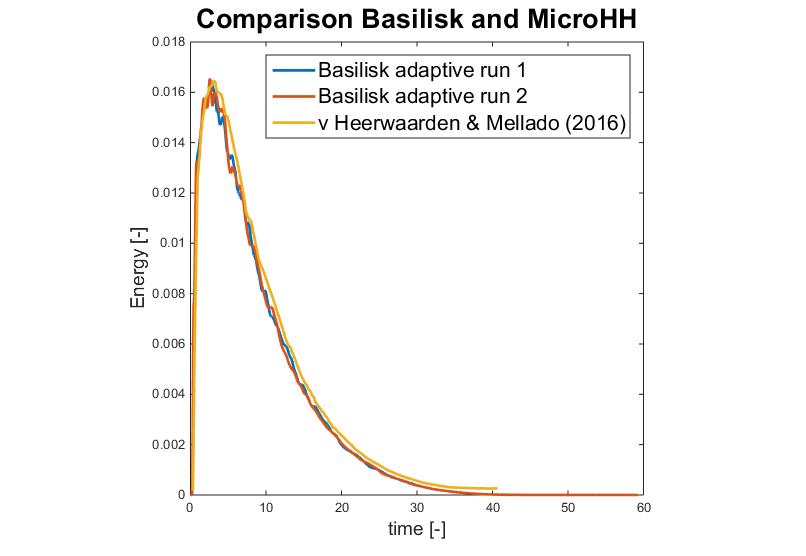 Comparison Basilisk and MicroHH
0.018
0.016
0.014
0.012
0.01
0.008
0.006
0.004
0.002
0
Energy [-]
Basilisk adaptive run 1
Basilisk adaptive run 2
v Heerwaarden & Mellado (2016)
0 10 20 30 40 50 60
time [-]